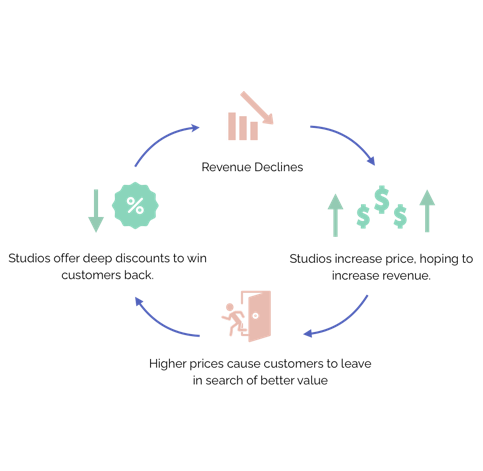 Revenue Declines
%
$ $ $
Studios offer deep discounts to win
customers back.
Studios increase price, hoping to
increase revenue.
Higher prices cause customers to leave
in search of better value